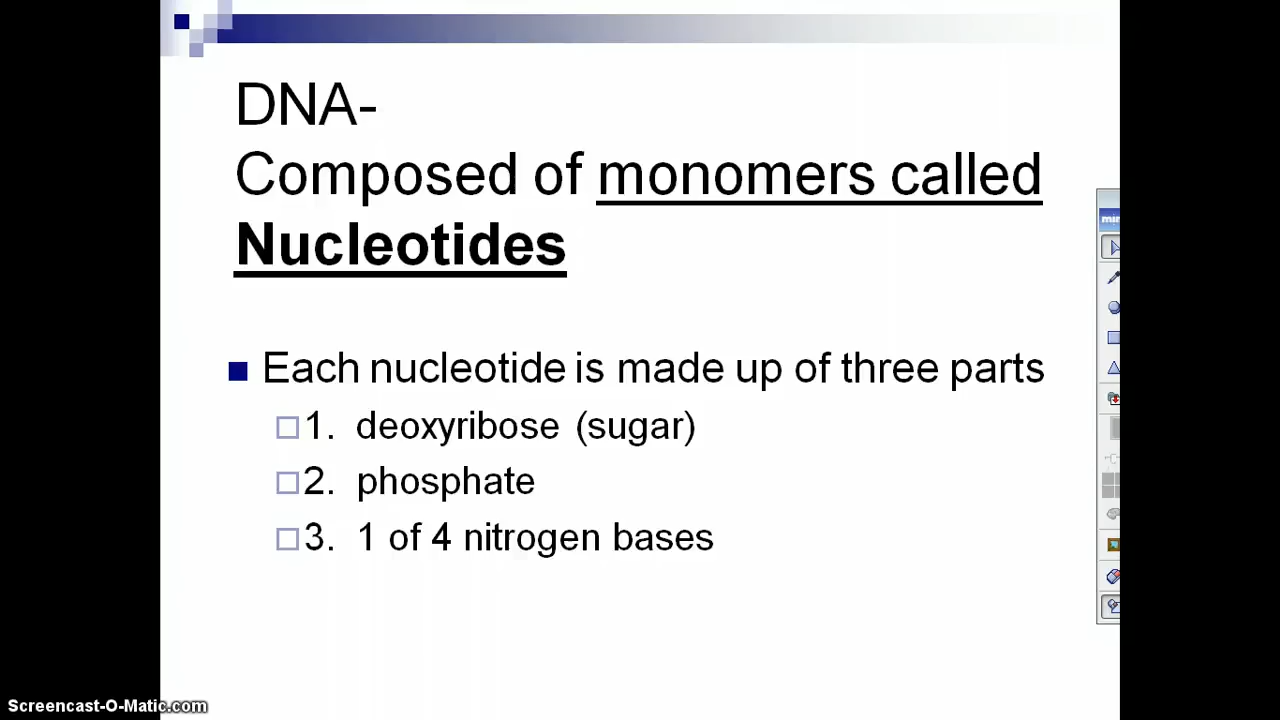 DNA-
Composed of monomers called
Nucleotides
Each nucleotide is made up of three parts
1. deoxyribose (sugar)
2. phosphate
3. 1 of 4 nitrogen bases
Screencast-O-Matic.com